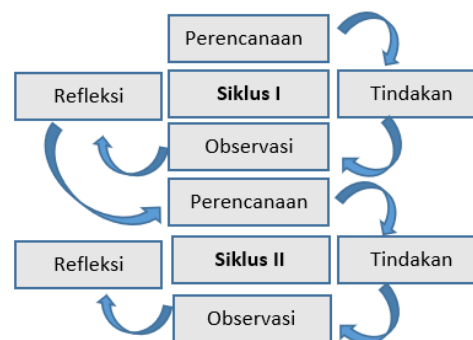 Perencanaan
Refleksi
Siklus I
Tindakan
Observasi
Perencanaan
Refleksi
Siklus II
Tindakan
Observasi